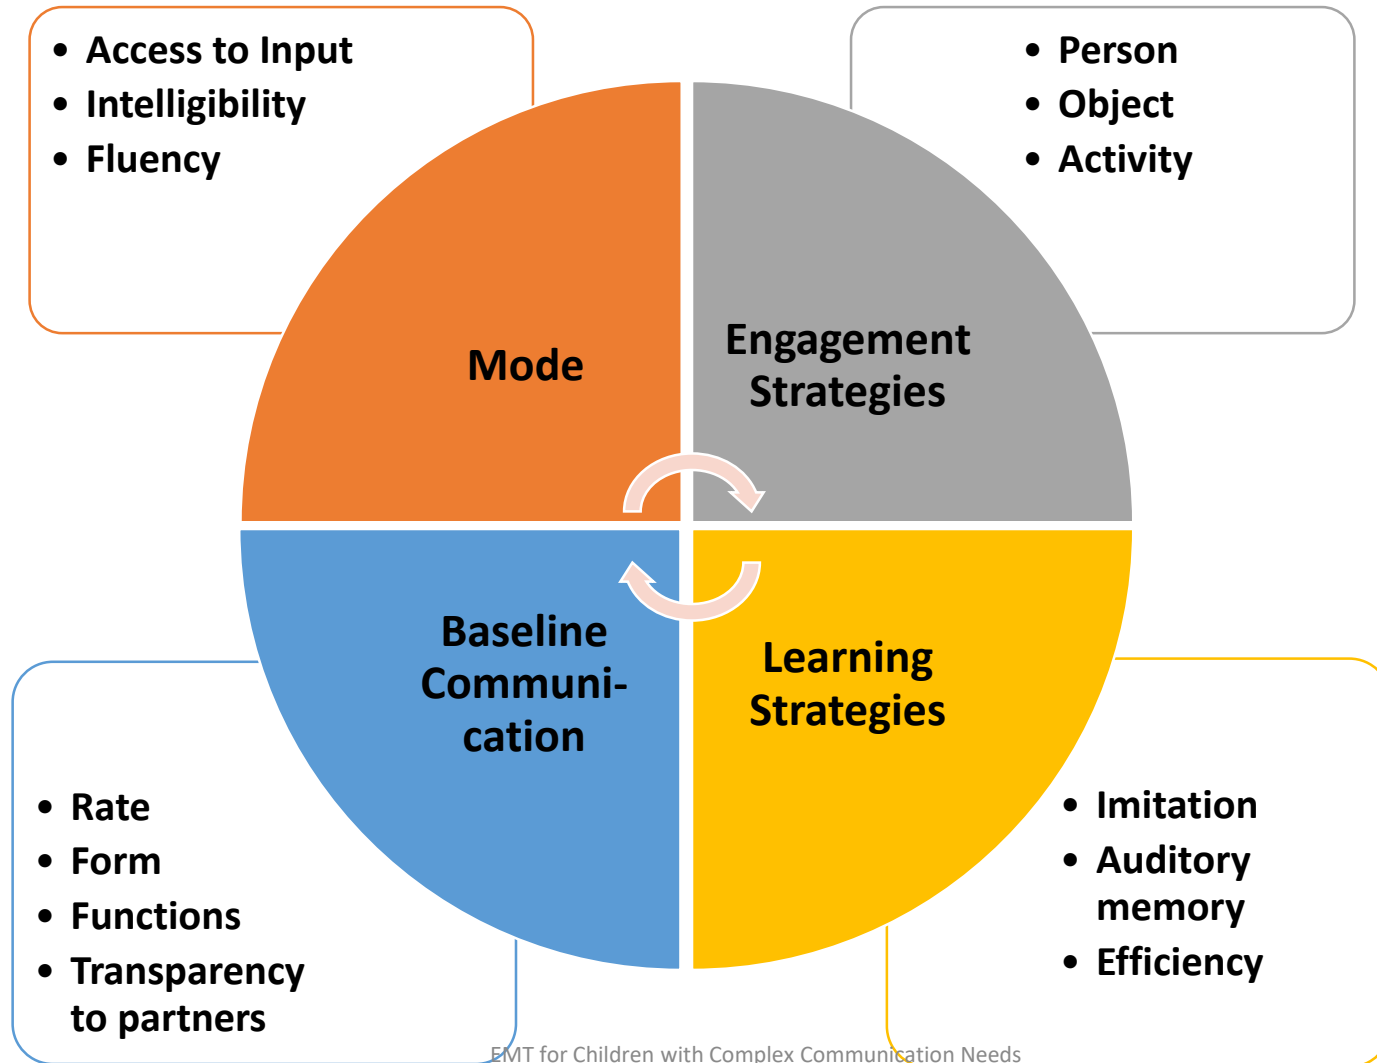 • Access to Input
• Intelligibility
• Fluency
• Person
• Object
• Activity
Mode
Engagement
Strategies
Baseline
Communi-
cation
Learning
Strategies
• Rate
• Form
• Functions
• Transparency
to partners
• Imitation
• Auditory
memory
• Efficiency
EMT for Children with Complex Communication Needs